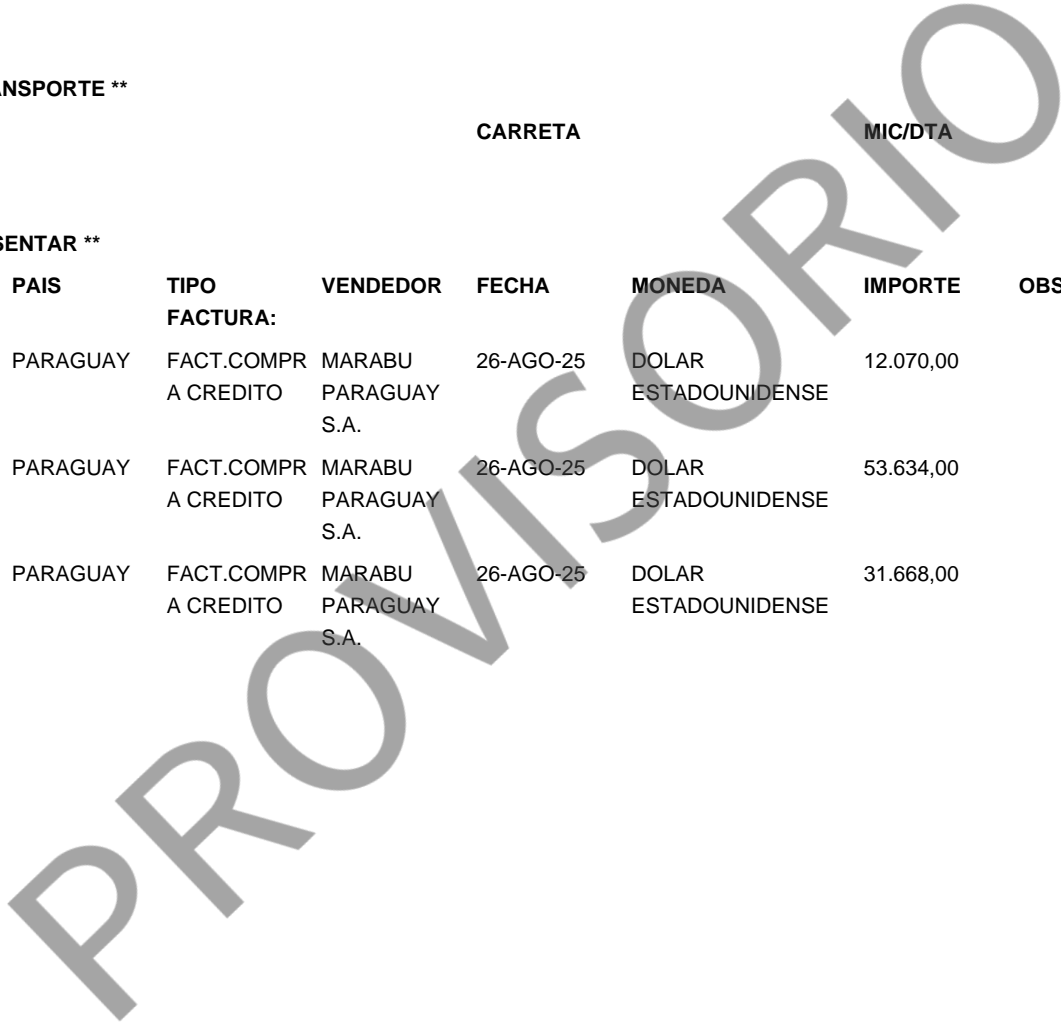 ANSPORTE **
CARRETA MIC/DTA
SENTAR **
PAIS TIPO VENDEDOR FECHA MONEDA IMPORTE OBS
FACTURA:
PARAGUAY FACT.COMPR MARABU 26-AGO-25 DOLAR 12.070,00
A CREDITO PARAGUAY ESTADOUNIDENSE
S.A.
PARAGUAY FACT.COMPR MARABU 26-AGO-25 DOLAR 53.634,00
A CREDITO PARAGUAY ESTADOUNIDENSE
S.A.
PARAGUAY FACT.COMPR MARABU 26-AGO-25 DOLAR 31.668,00
A CREDITO PARAGUAY ESTADOUNIDENSE
S.A.
PROVISORIO